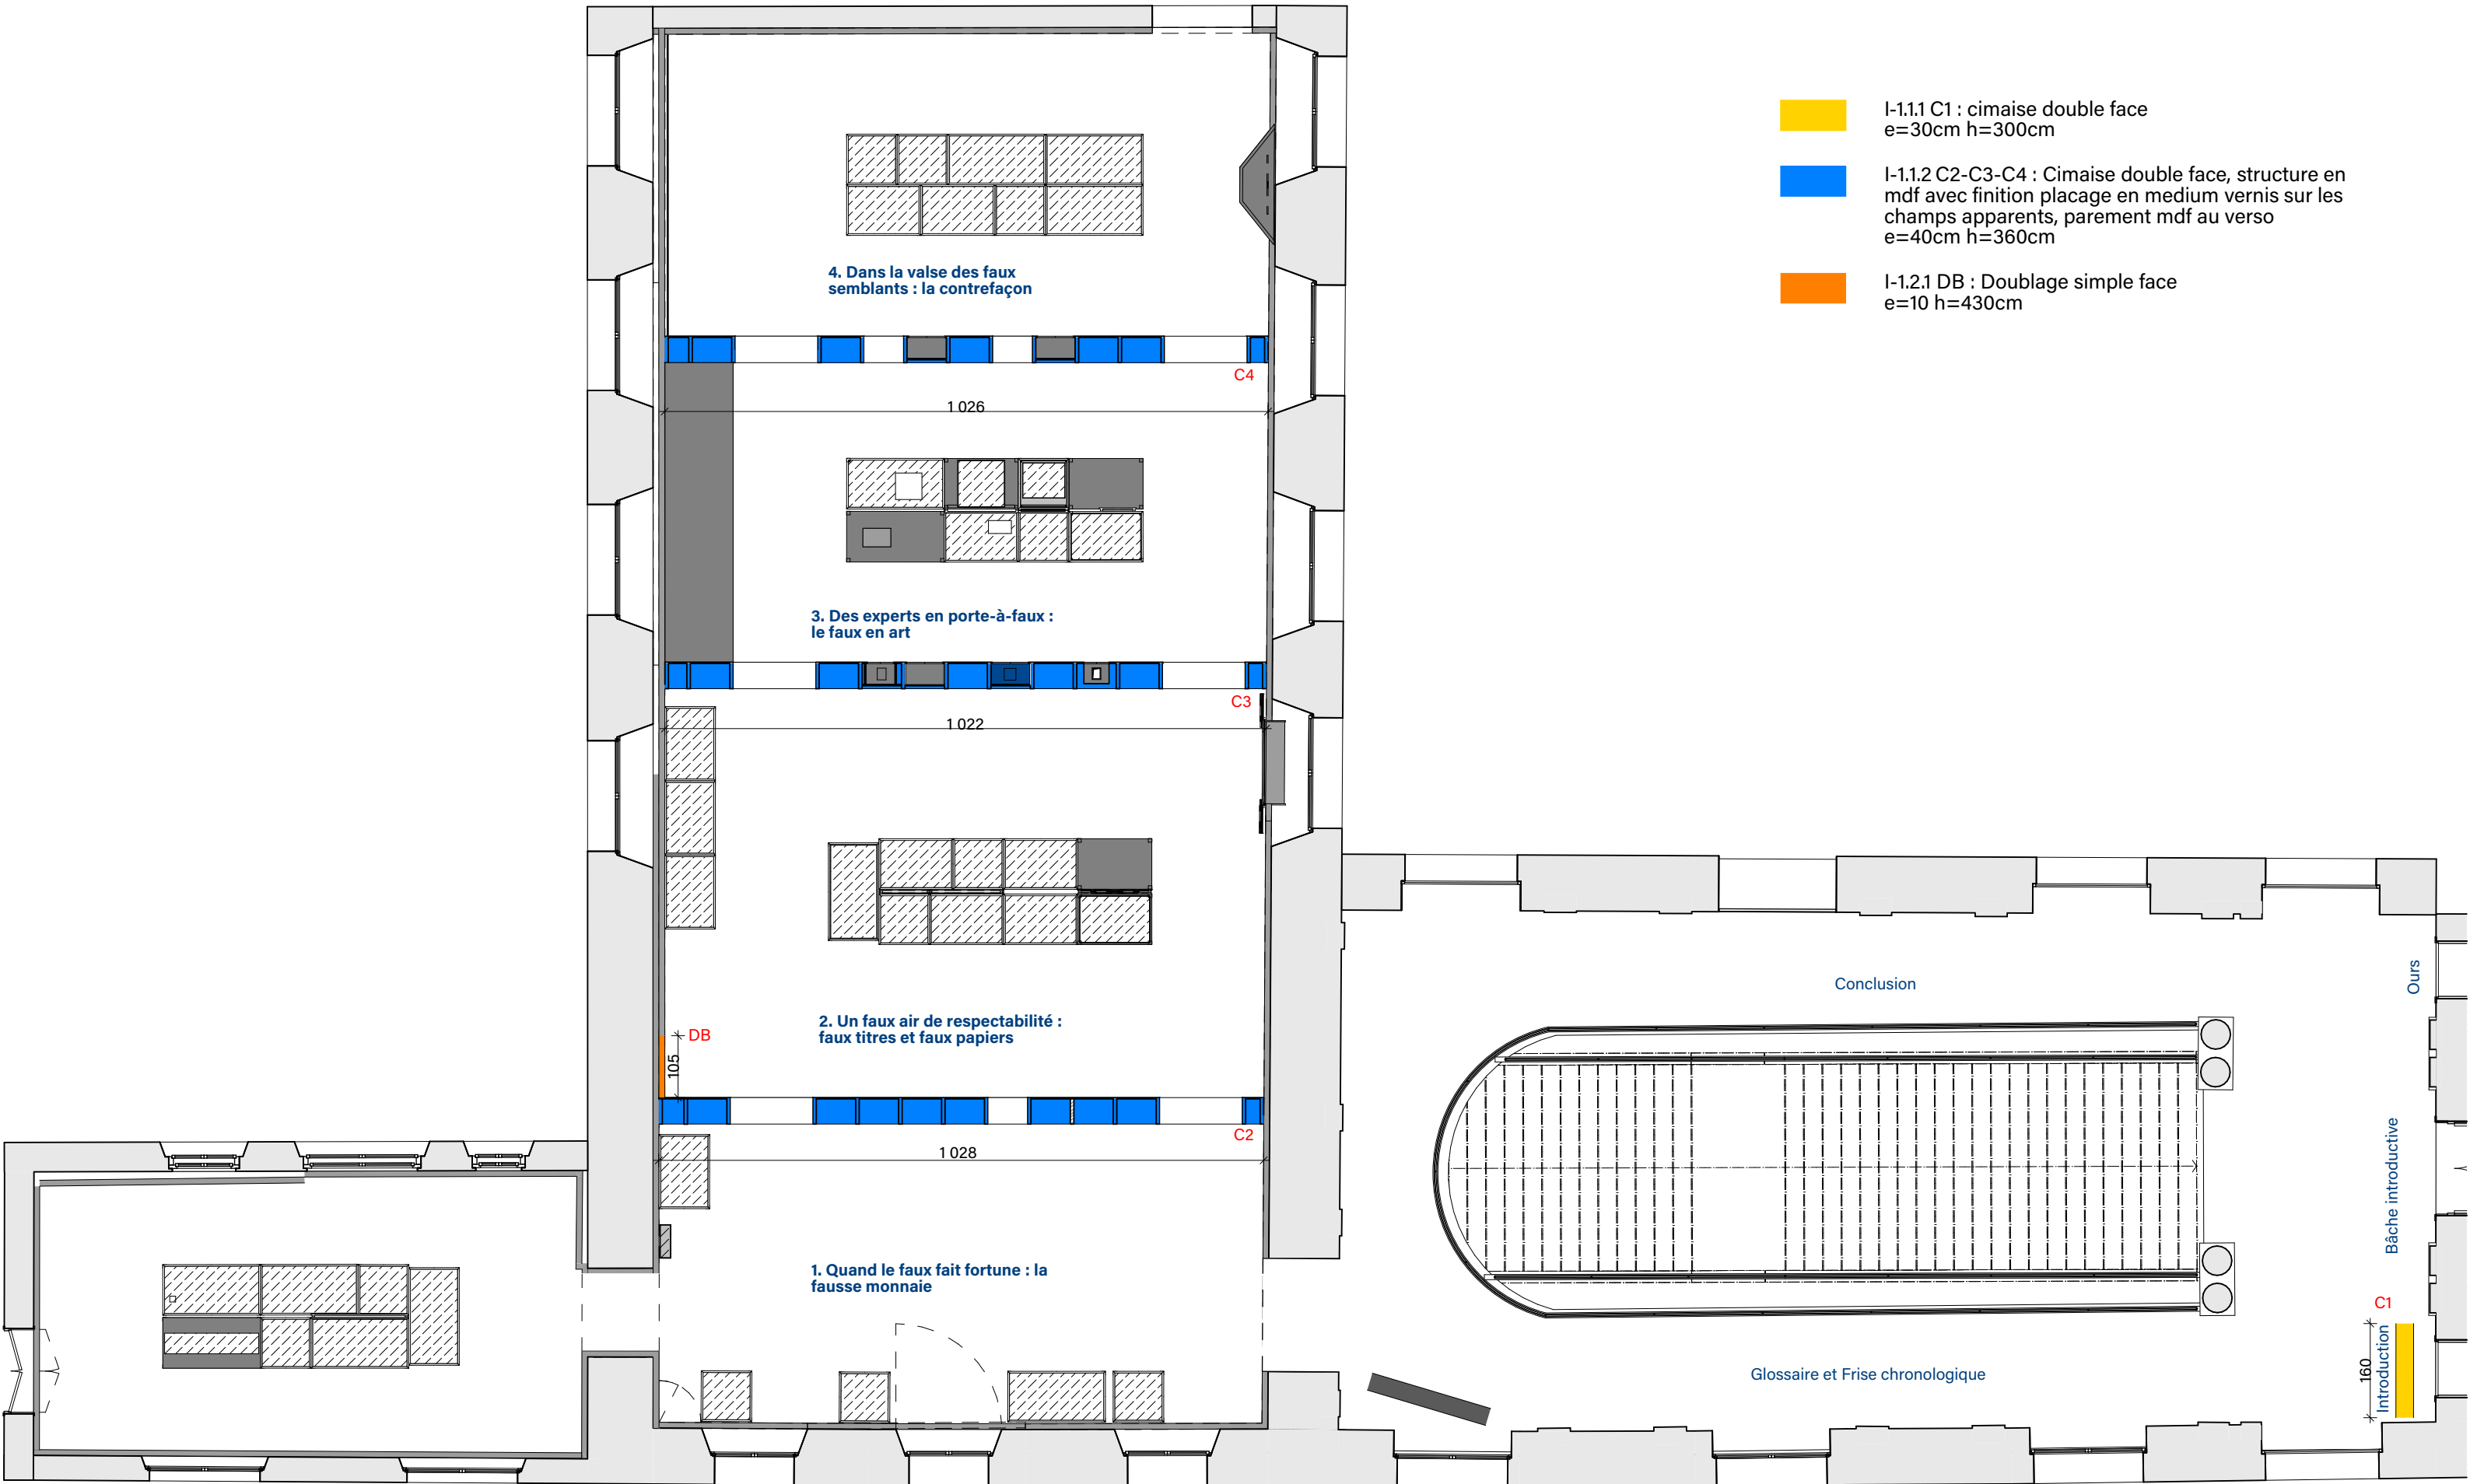 I-1.1.1 C1 : cimaise double face
e=30cm h=300cm
I-1.1.2 C2-C3-C4 : Cimaise double face, structure en
mdf avec finition placage en medium vernis sur les
champs apparents, parement mdf au verso
e=40cm h=360cm
I-1.2.1 DB : Doublage simple face
e=10 h=430cm
4. Dans la valse des faux
semblants : la contrefaçon
C4
1 026
3. Des experts en porte-à-faux :
le faux en art
C3
1 022
2. Un faux air de respectabilité :
faux titres et faux papiers
DB
105
C2
1 028
1. Quand le faux fait fortune : la
fausse monnaie
Conclusion
Ours
Bâche introductive
C1
Introduction
160
Glossaire et Frise chronologique